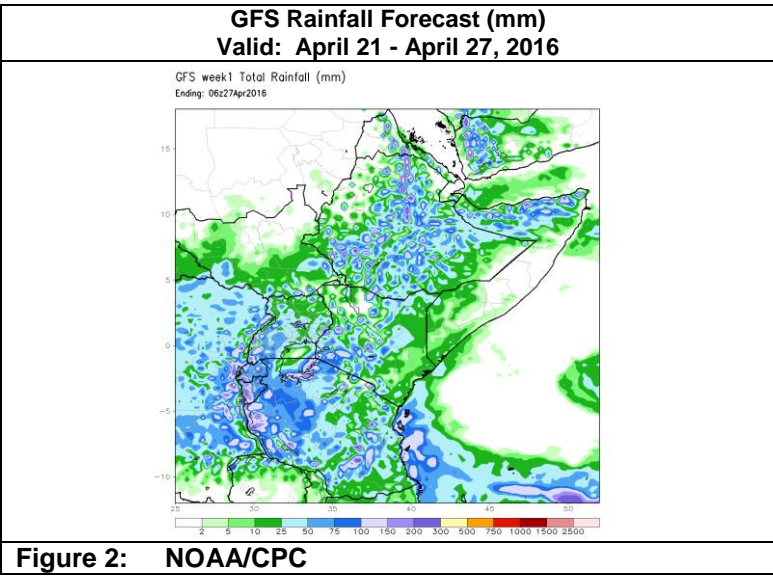 GFS Rainfall Forecast (mm)
Valid: April 21 - April 27, 2016
GFS week1 Total Rainfall (mm)
Ending: 06z27Apr2016
15
10
5
0
-5
-10
25 30 35 40 45 50
2 5 10 25 50 75 100 150 200 300 500 750 1000 1500 2500
Figure 2: NOAA/CPC